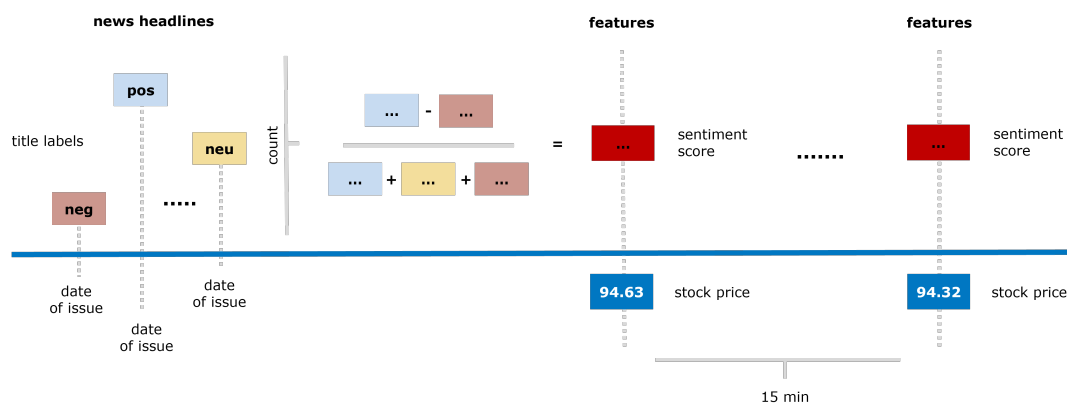 news headlines
features
features
pos
title labels
neu
neg
.....
date
of issue
date
of issue
date
of issue
count
... - ...
... + ... + ...
=
...
sentiment
score
.......
...
sentiment
score
94.63
stock price
94.32
stock price
15 min